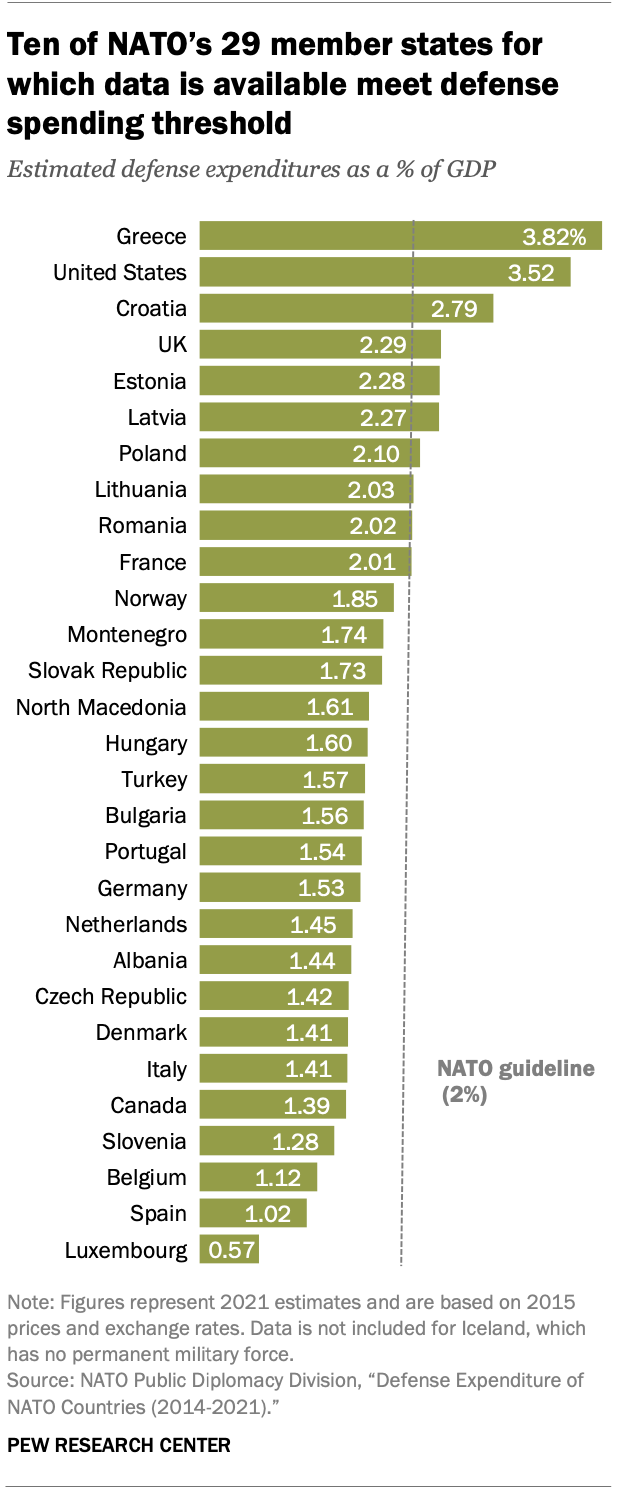 Ten of NATO’s 29 member states for
which data is available meet defense
spending threshold
Estimated defense expenditures as a % of GDP
Greece 3.82%
United States 3.52
Croatia 2.79
UK 2.29
Estonia 2.28
Latvia 2.27
Poland 2.10
Lithuania 2.03
Romania 2.02
France 2.01
Norway 1.85
Montenegro 1.74
Slovak Republic 1.73
North Macedonia 1.61
Hungary 1.60
Turkey 1.57
Bulgaria 1.56
Portugal 1.54
Germany 1.53
Netherlands 1.45
Albania 1.44
Czech Republic 1.42
Denmark 1.41
Italy 1.41
Canada 1.39
Slovenia 1.28
Belgium 1.12
Spain 1.02
Luxembourg 0.57
NATO guideline
(2%)
Note: Figures represent 2021 estimates and are based on 2015
prices and exchange rates. Data is not included for Iceland, which
has no permanent military force.
Source: NATO Public Diplomacy Division, “Defense Expenditure of
NATO Countries (2014-2021).”
PEW RESEARCH CENTER